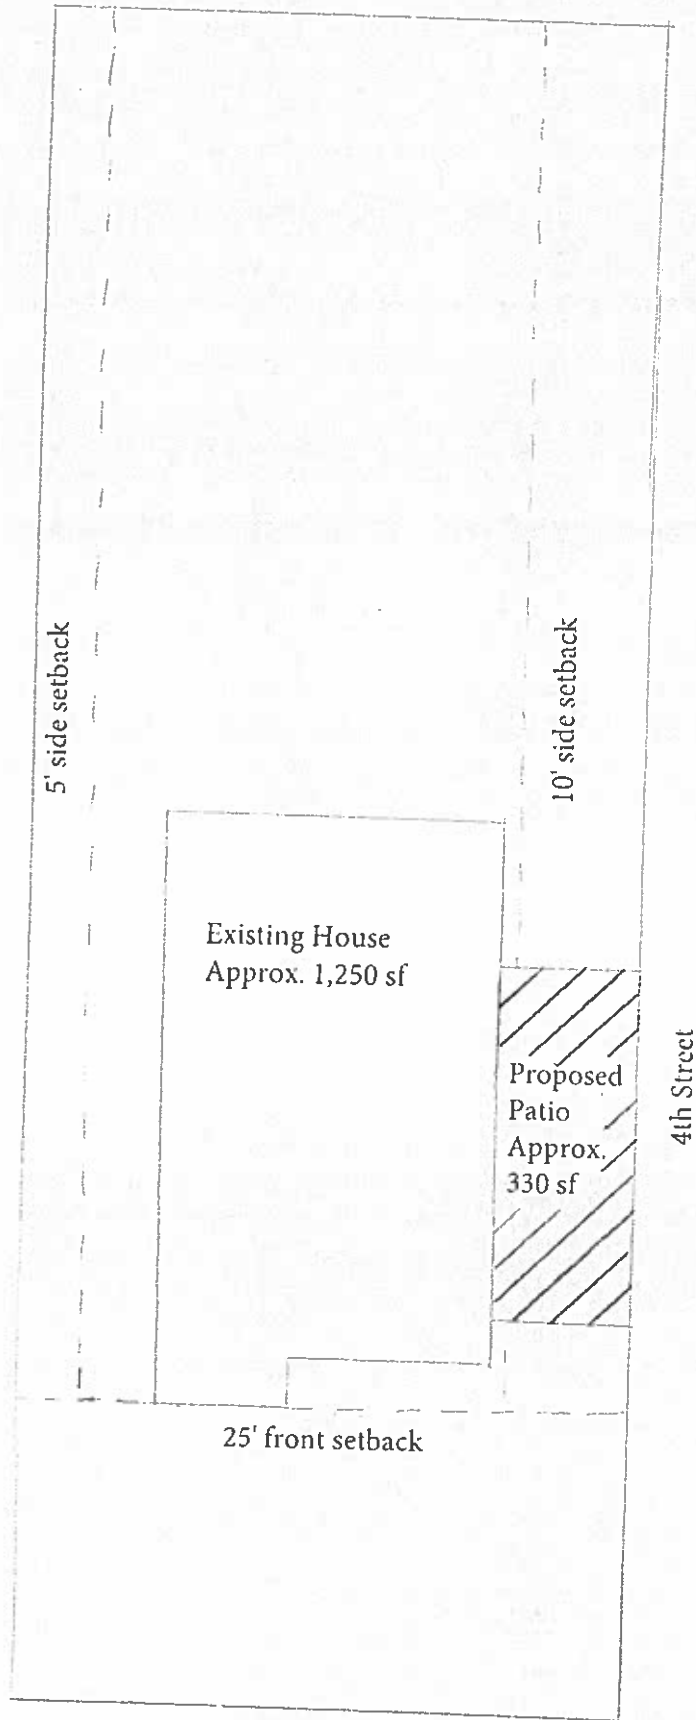 5' side setback
10' side setback
Existing House
Approx. 1,250 sf
Proposed
Patio
Approx.
330 sf
4th Street
25' front setback